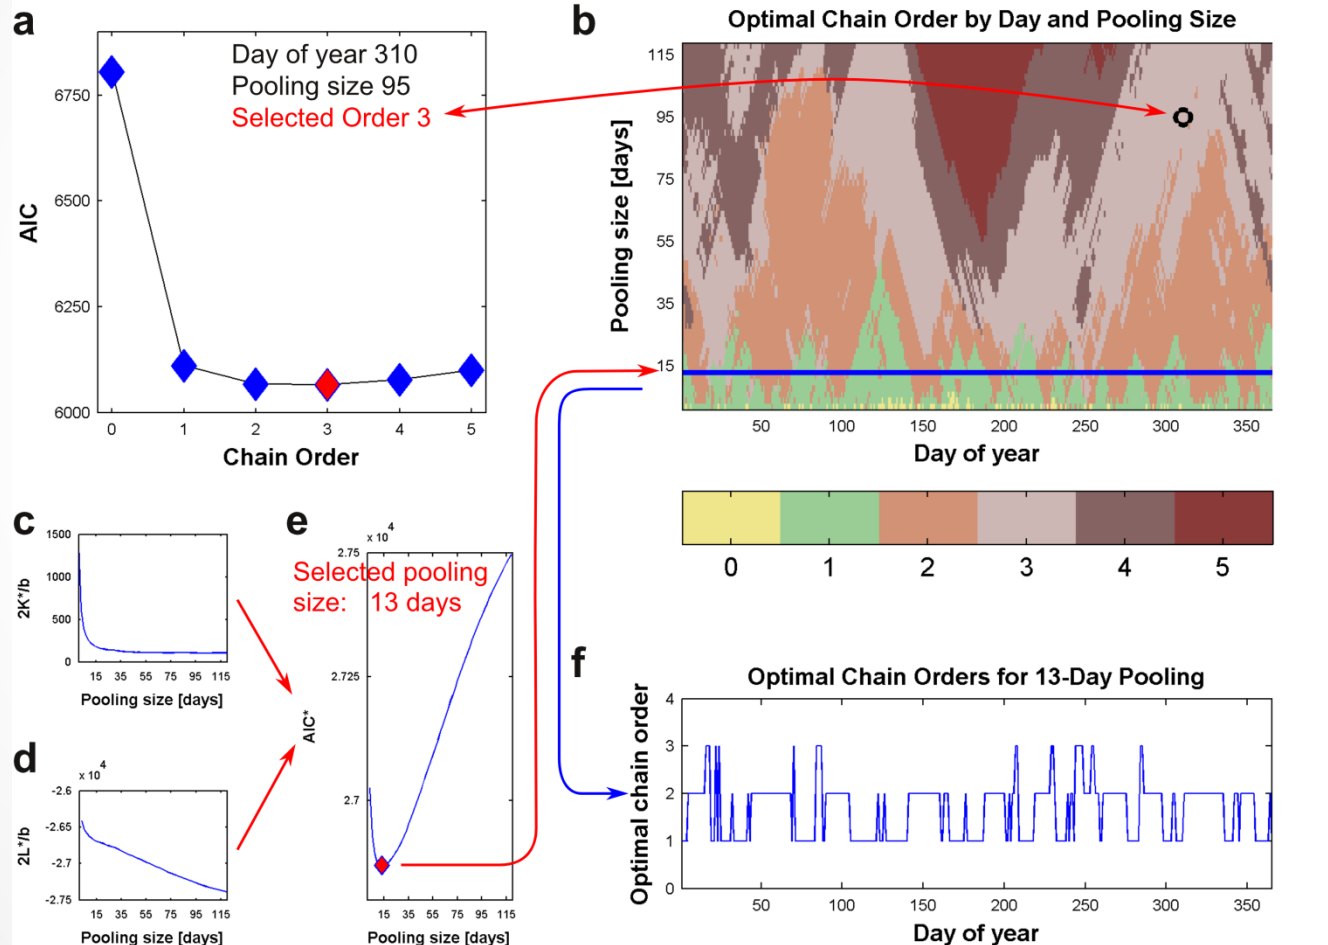 a
AIC
6750
6500
6250
6000
0 1 2 3 4 5
Chain Order
Day of year 310
Pooling size 95
Selected Order 3
b
Optimal Chain Order by Day and Pooling Size
Pooling size [days]
115
95
75
55
35
15
50 100 150 200 250 300 350
Day of year
0 1 2 3 4 5
c
2K*/b
1500
1000
500
0
15 35 55 75 95 115
Pooling size [days]
d
x 10^4
2L*/b
-2.6
-2.65
-2.7
-2.75
15 35 55 75 95 115
Pooling size [days]
e
x 10^4
AIC*
2.75
2.725
2.7
Selected pooling
size: 13 days
15 35 55 75 95 115
Pooling size [days]
f
Optimal Chain Orders for 13-Day Pooling
Optimal chain order
4
3
2
1
0
50 100 150 200 250 300 350
Day of year